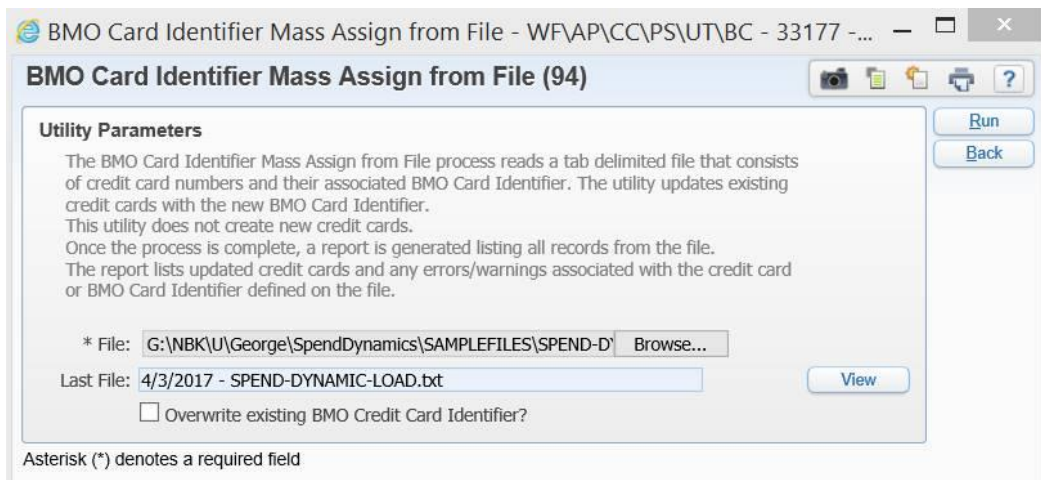 BMO Card Identifier Mass Assign from File - WF\AP\CC\PS\UT\BC - 33177 -...
BMO Card Identifier Mass Assign from File (94)
Utility Parameters
The BMO Card Identifier Mass Assign from File process reads a tab delimited file that consists
of credit card numbers and their associated BMO Card Identifier. The utility updates existing
credit cards with the new BMO Card Identifier.
This utility does not create new credit cards.
Once the process is complete, a report is generated listing all records from the file.
The report lists updated credit cards and any errors/warnings associated with the credit card
or BMO Card Identifier defined on the file.
* File: G:\NBK\U\George\SpendDynamics\SAMPLEFILES\SPEND-D Browse...
Last File: 4/3/2017 - SPEND-DYNAMIC-LOAD.txt View
Overwrite existing BMO Credit Card Identifier?
Run
Back
Asterisk (*) denotes a required field